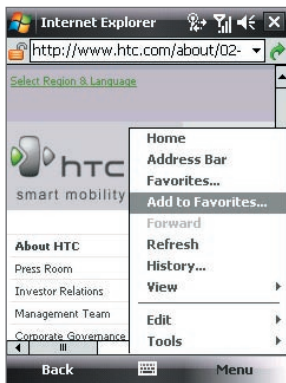 Internet Explorer
http://www.htc.com/about/02-
Select Region & Language
htc
smart mobility
About HTC
Press Room
Investor Relations
Management Team
Corporate Governance
Home
Address Bar
Favorites...
Add to Favorites...
Forward
Refresh
History...
View
Edit
Tools
Back
Menu